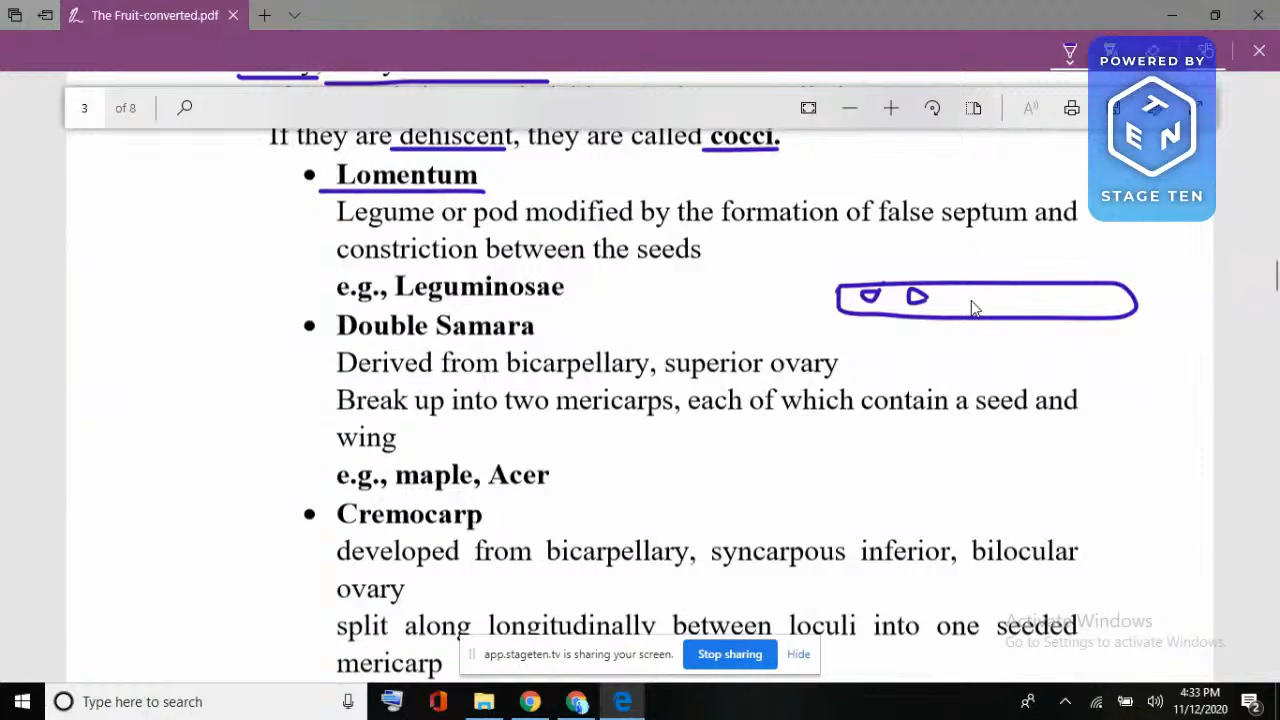 The Fruit-converted.pdf
POWERED BY
TEN
STAGE TEN
3 of 8
If they are dehiscent, they are called cocci.
• Lomentum
Legume or pod modified by the formation of false septum and
constriction between the seeds
e.g., Leguminosae
• Double Samara
Derived from bicarpellary, superior ovary
Break up into two mericarps, each of which contain a seed and
wing
e.g., maple, Acer
• Cremocarp
developed from bicarpellary, syncarpous inferior, bilocular
ovary
split along longitudinally between loculi into one seeded
mericarp
Activate Windows
Go to Settings to activate Windows.
app.stageten.tv is sharing your screen. Stop sharing Hide
Type here to search
4:33 PM
11/12/2020
2